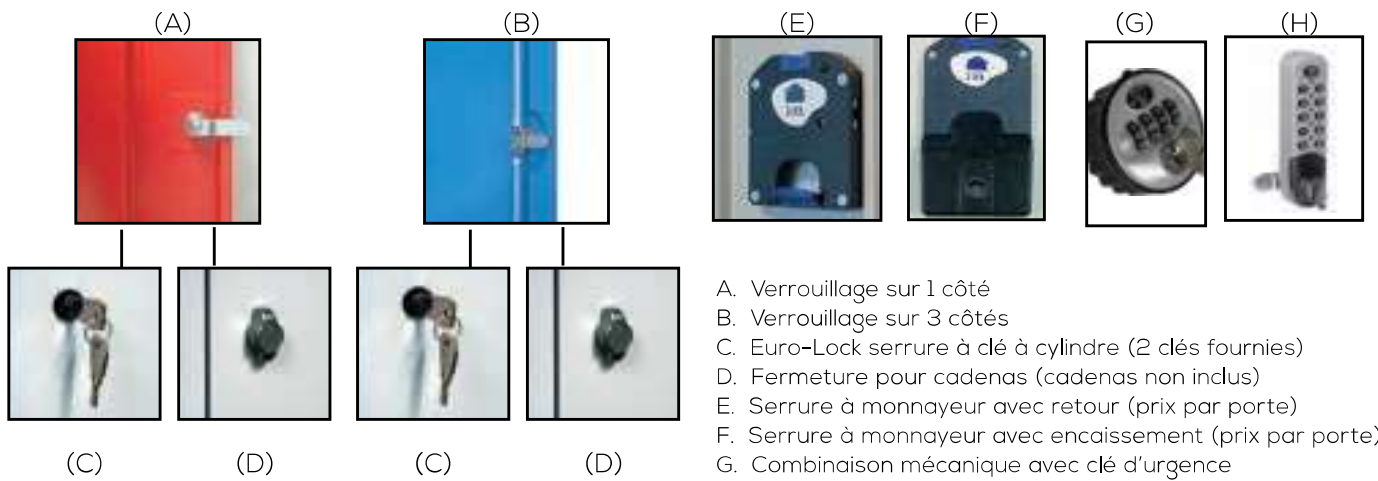 (A) (B) (E) (F) (G) (H)
A. Verrouillage sur 1 côté
B. Verrouillage sur 3 côtés
C. Euro-Lock serrure à clé à cylindre (2 clés fournies)
D. Fermeture pour cadenas (cadenas non inclus)
E. Serrure à monnayeur avec retour (prix par porte)
F. Serrure à monnayeur avec encaissement (prix par porte)
G. Combinaison mécanique avec clé d'urgence
(C) (D) (C) (D)